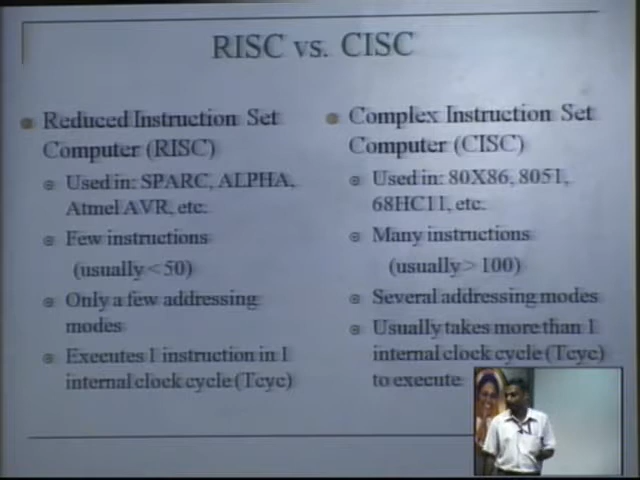 RISC vs. CISC
Reduced Instruction Set
Computer (RISC)
Used in: SPARC, ALPHA,
Atmel AVR, etc.
Few instructions
(usually < 50)
Only a few addressing
modes
Executes 1 instruction in 1
internal clock cycle (Tcyc)
Complex Instruction Set
Computer (CISC)
Used in: 80X86, 8051,
68HC11, etc.
Many instructions
(usually > 100)
Several addressing modes
Usually takes more than 1
internal clock cycle (Tcyc)
to execute